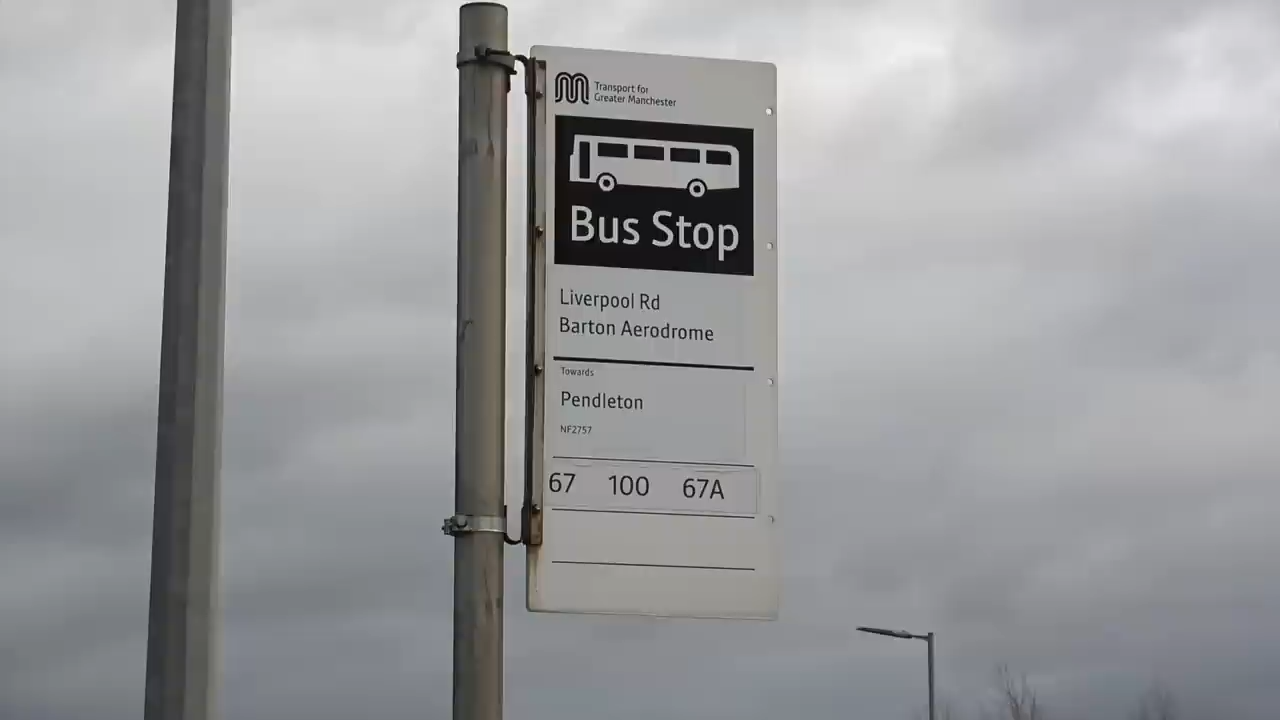 Transport for
Greater Manchester
Bus Stop
Liverpool Rd
Barton Aerodrome
Towards
Pendleton
NF2757
67 100 67A